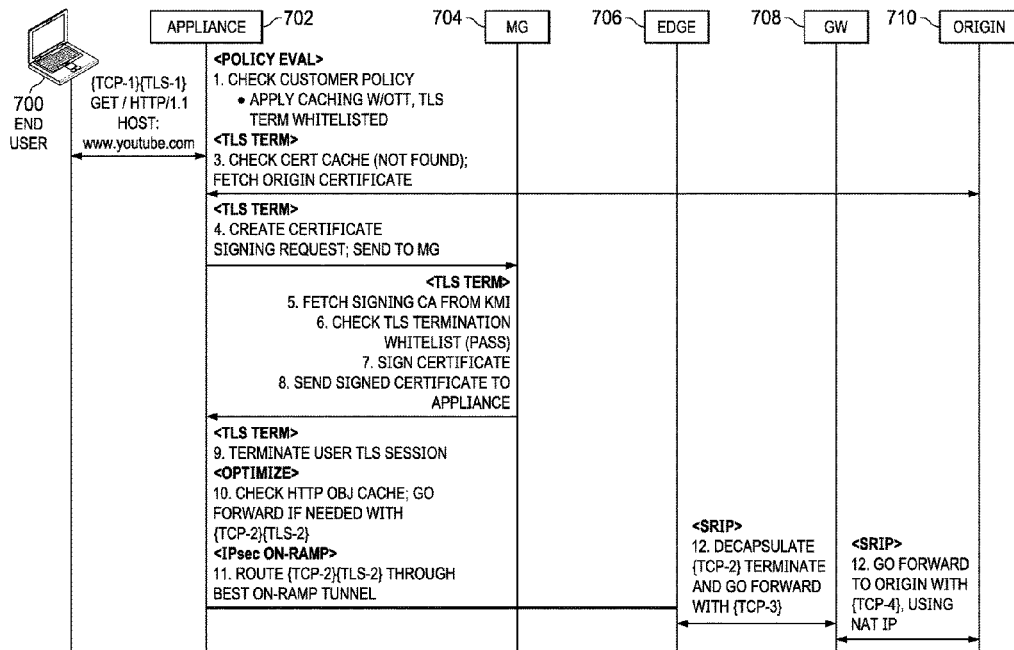 702 704 706 708 710
APPLIANCE MG EDGE GW ORIGIN
700
END
USER
{TCP-1}{TLS-1}
GET / HTTP/1.1
HOST:
www.youtube.com
<POLICY EVAL>
1. CHECK CUSTOMER POLICY
• APPLY CACHING W/OTT, TLS
TERM WHITELISTED
<TLS TERM>
3. CHECK CERT CACHE (NOT FOUND);
FETCH ORIGIN CERTIFICATE
<TLS TERM>
4. CREATE CERTIFICATE
SIGNING REQUEST; SEND TO MG
<TLS TERM>
5. FETCH SIGNING CA FROM KMI
6. CHECK TLS TERMINATION
WHITELIST (PASS)
7. SIGN CERTIFICATE
8. SEND SIGNED CERTIFICATE TO
APPLIANCE
<TLS TERM>
9. TERMINATE USER TLS SESSION
<OPTIMIZE>
10. CHECK HTTP OBJ CACHE; GO
FORWARD IF NEEDED WITH
{TCP-2}{TLS-2}
<IPsec ON-RAMP>
11. ROUTE {TCP-2}{TLS-2} THROUGH
BEST ON-RAMP TUNNEL
<SRIP>
12. DECAPSULATE
{TCP-2} TERMINATE
AND GO FORWARD
WITH {TCP-3}
<SRIP>
12. GO FORWARD
TO ORIGIN WITH
{TCP-4}, USING
NAT IP